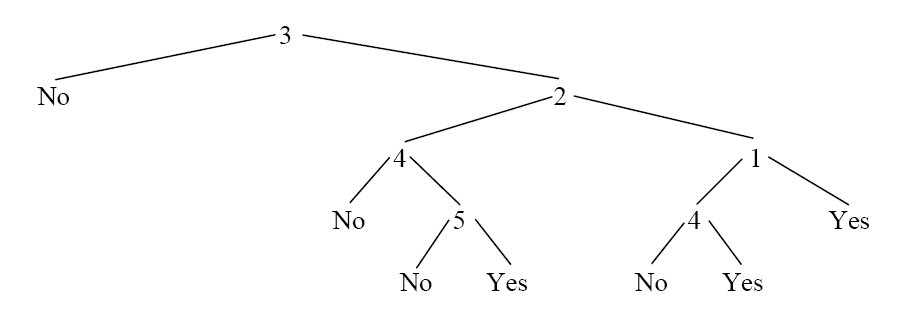 3
No 2
4 1
No 5 4 Yes
No Yes No Yes